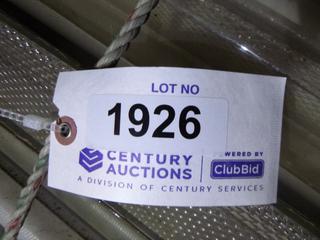 LOT NO
1926
CENTURY
AUCTIONS
A DIVISION OF CENTURY SERVICES
WERED BY
ClubBid